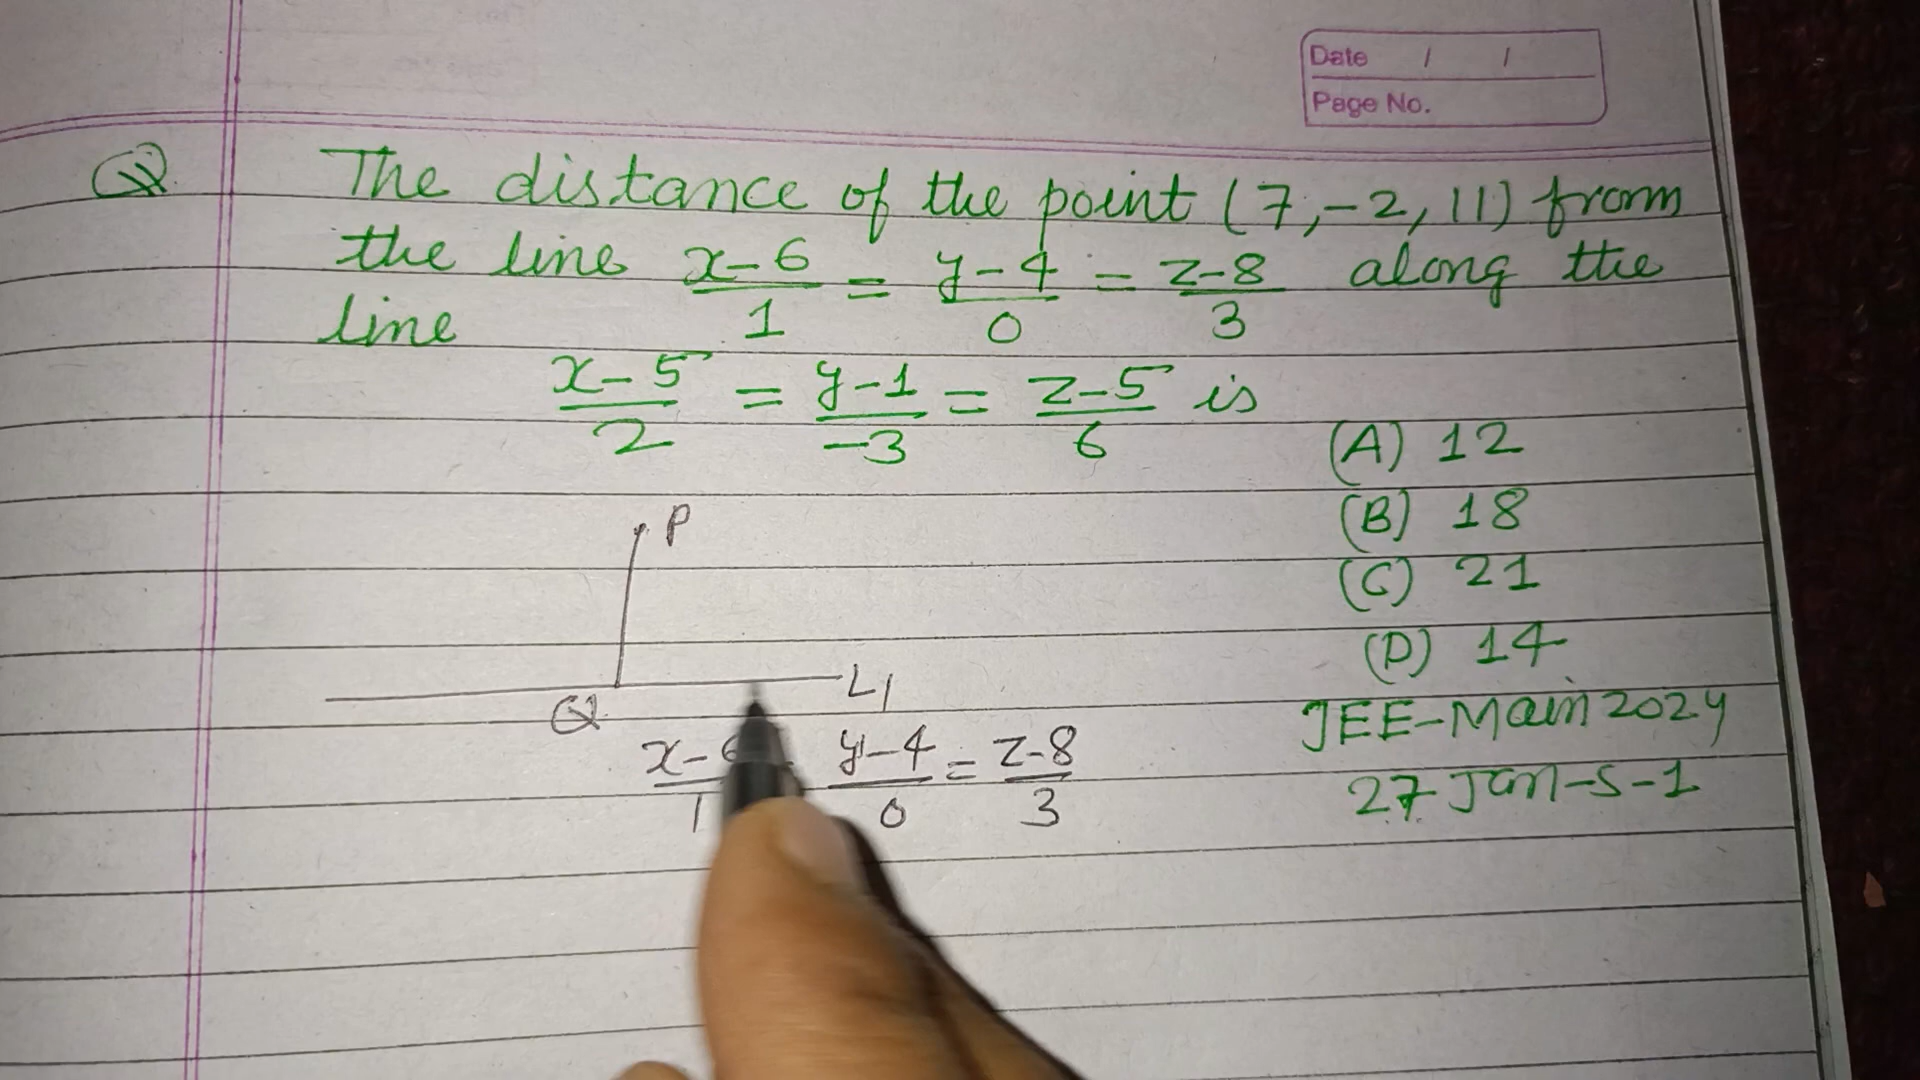 Date / /
Page No.
Q The distance of the point (7,-2,11) from
the line x-6/1 = y-4/0 = z-8/3 along the
line
x-5/2 = y-1/-3 = z-5/6 is
(A) 12
(B) 18
(C) 21
(D) 14
JEE-Main 2024
27 Jan-S-1
P
L1
Q
x-6/1 y-4/0 = z-8/3